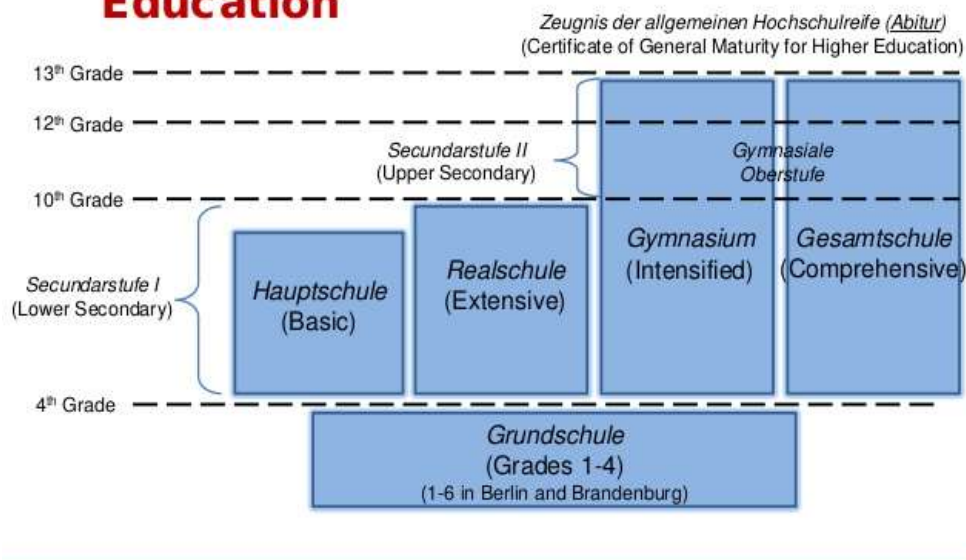 Education
Zeugnis der allgemeinen Hochschulreife (Abitur)
(Certificate of General Maturity for Higher Education)
13th Grade
12th Grade
Secundarstufe II
(Upper Secondary)
Gymnasiale
Oberstufe
10th Grade
Secundarstufe I
(Lower Secondary)
Hauptschule
(Basic)
Realschule
(Extensive)
Gymnasium
(Intensified)
Gesamtschule
(Comprehensive)
4th Grade
Grundschule
(Grades 1-4)
(1-6 in Berlin and Brandenburg)